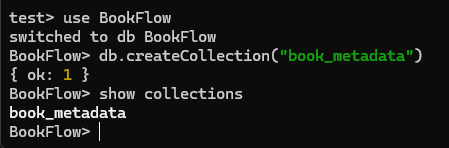 test> use BookFlow
switched to db BookFlow
BookFlow> db.createCollection("book_metadata")
{ ok: 1 }
BookFlow> show collections
book_metadata
BookFlow>